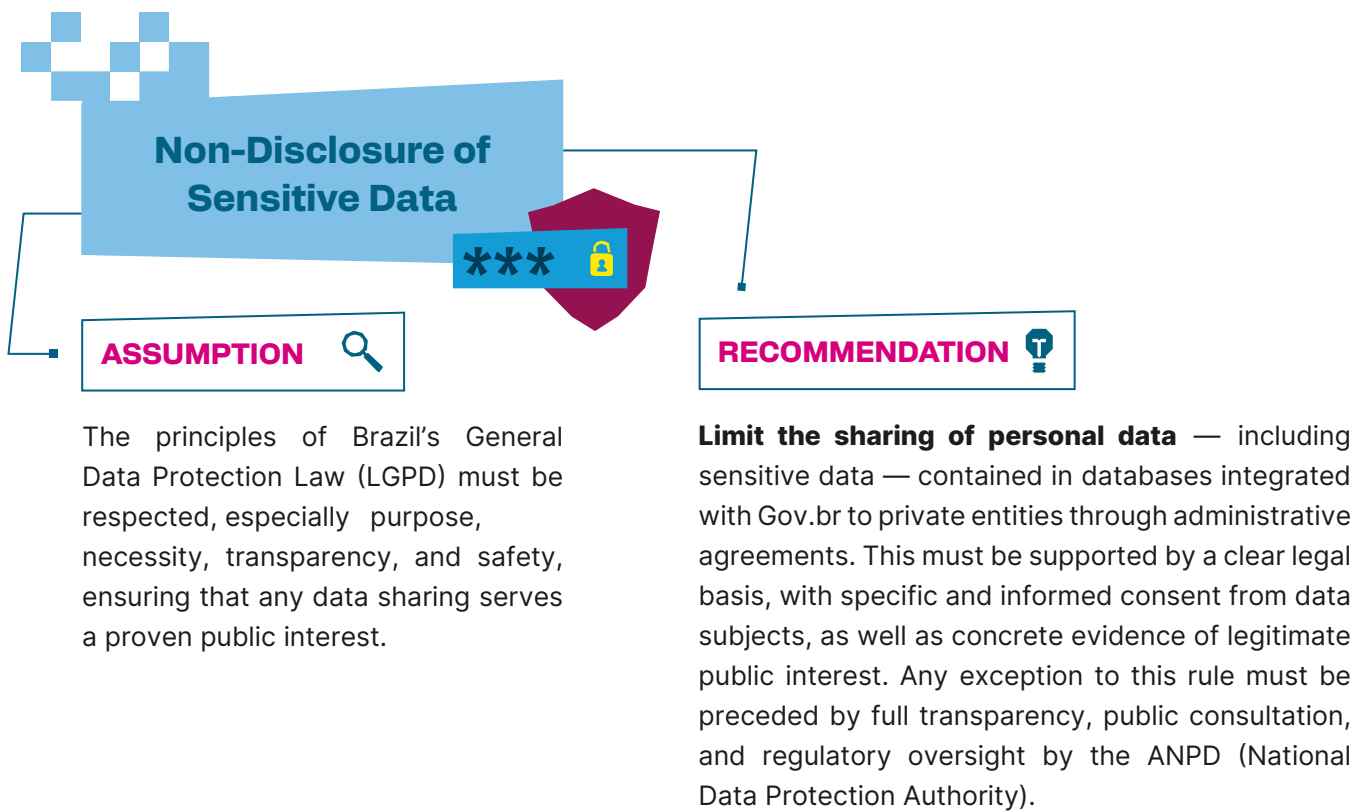 Non-Disclosure of
Sensitive Data
***
ASSUMPTION
The principles of Brazil's General
Data Protection Law (LGPD) must be
respected, especially purpose,
necessity, transparency, and safety,
ensuring that any data sharing serves
a proven public interest.
RECOMMENDATION
Limit the sharing of personal data — including
sensitive data — contained in databases integrated
with Gov.br to private entities through administrative
agreements. This must be supported by a clear legal
basis, with specific and informed consent from data
subjects, as well as concrete evidence of legitimate
public interest. Any exception to this rule must be
preceded by full transparency, public consultation,
and regulatory oversight by the ANPD (National
Data Protection Authority).